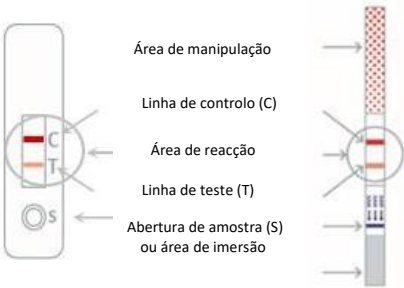 Área de manipulação
Linha de controlo (C)
C
Área de reacção
T
Linha de teste (T)
S
Abertura de amostra (S)
ou área de imersão